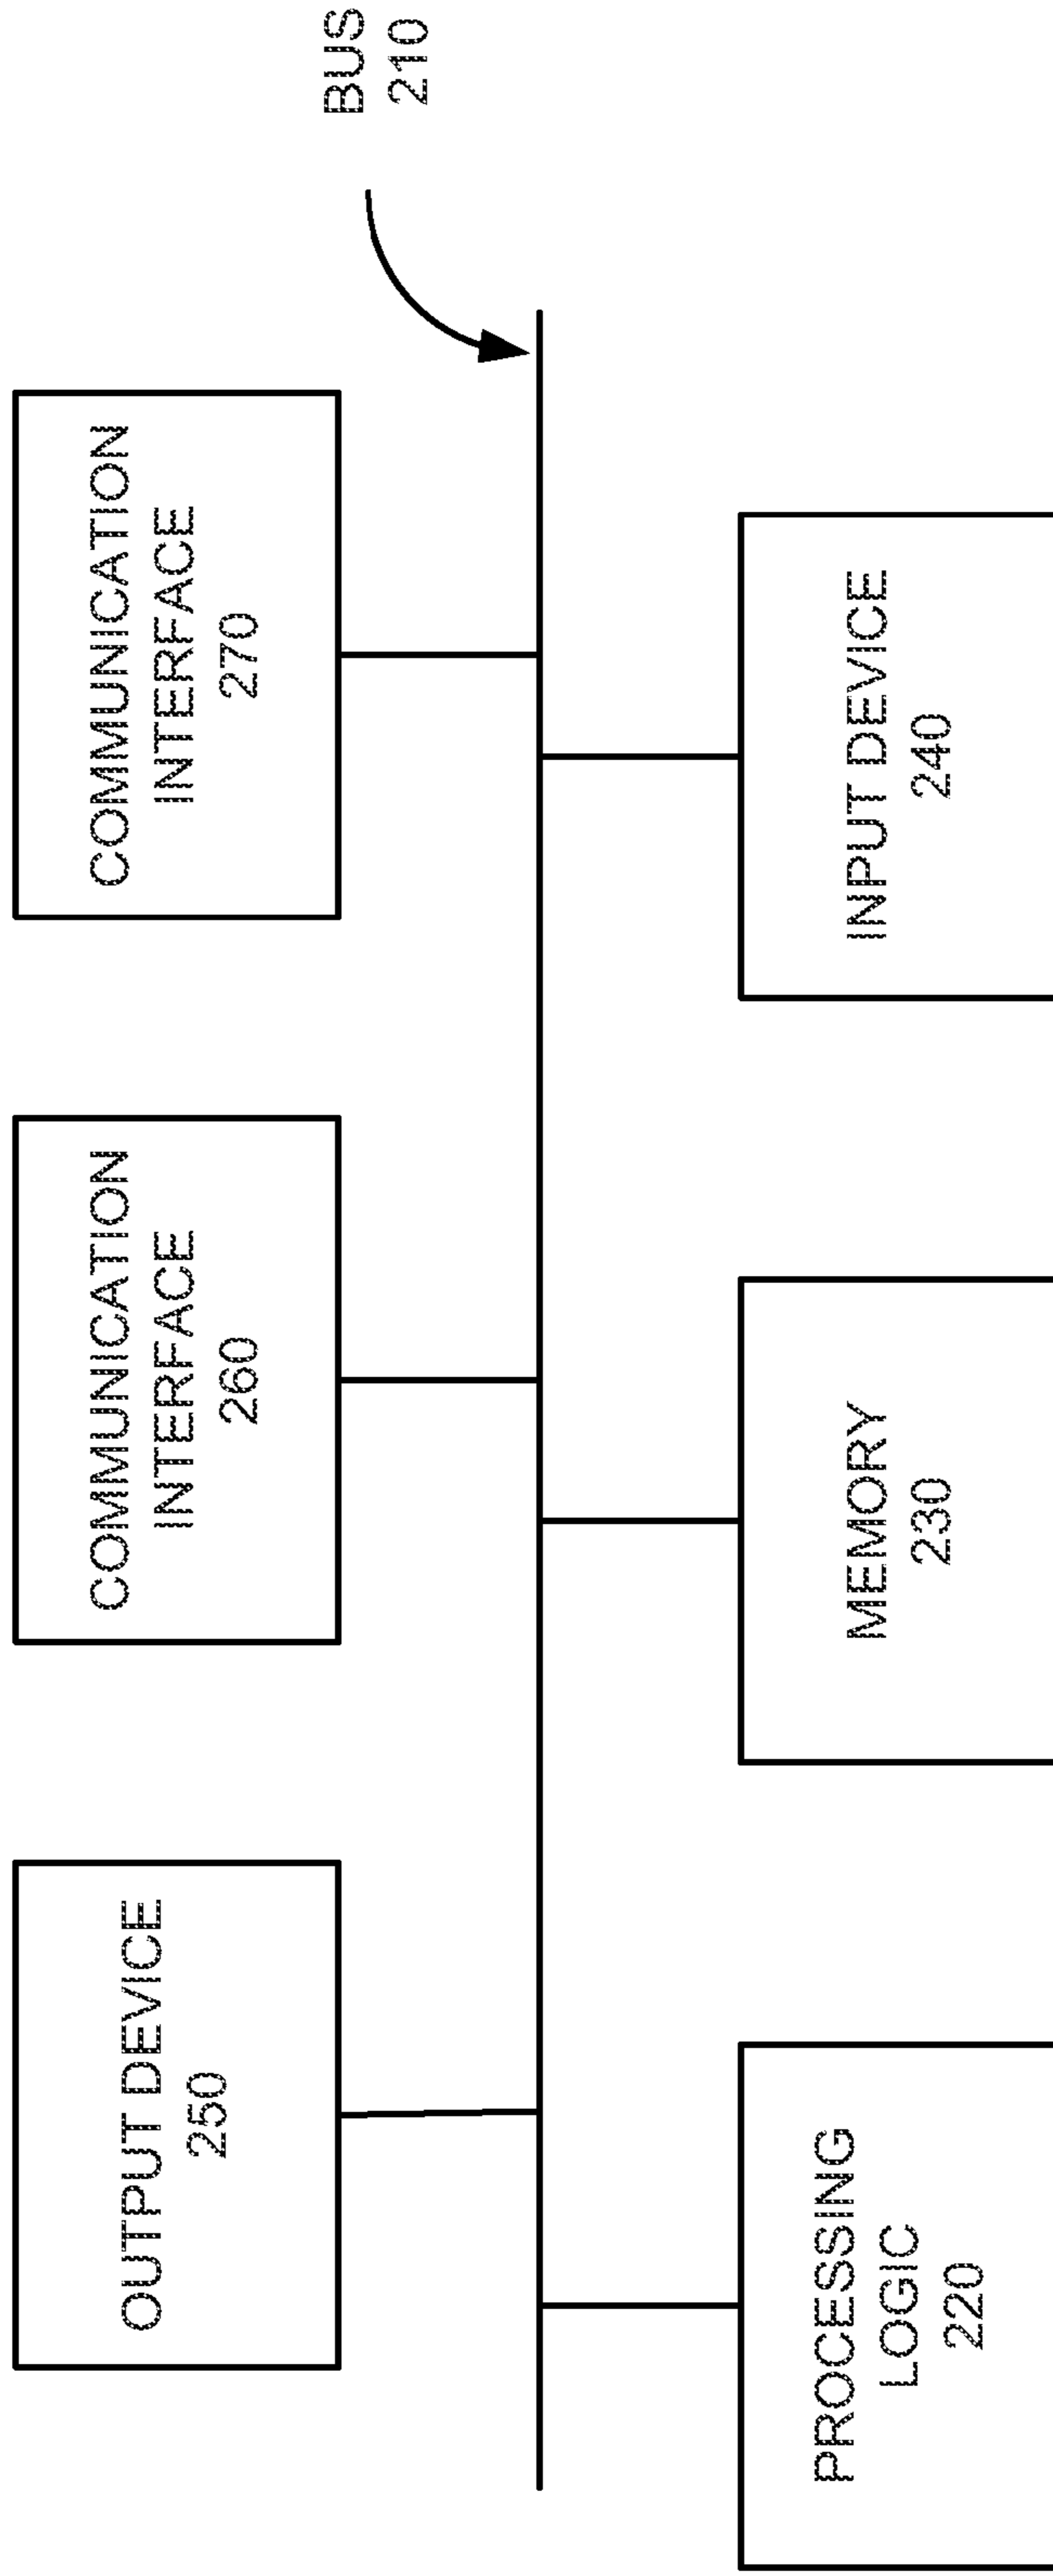 OUTPUT DEVICE
250
COMMUNICATION
INTERFACE
260
COMMUNICATION
INTERFACE
270
BUS
210
PROCESSING
LOGIC
220
MEMORY
230
INPUT DEVICE
240